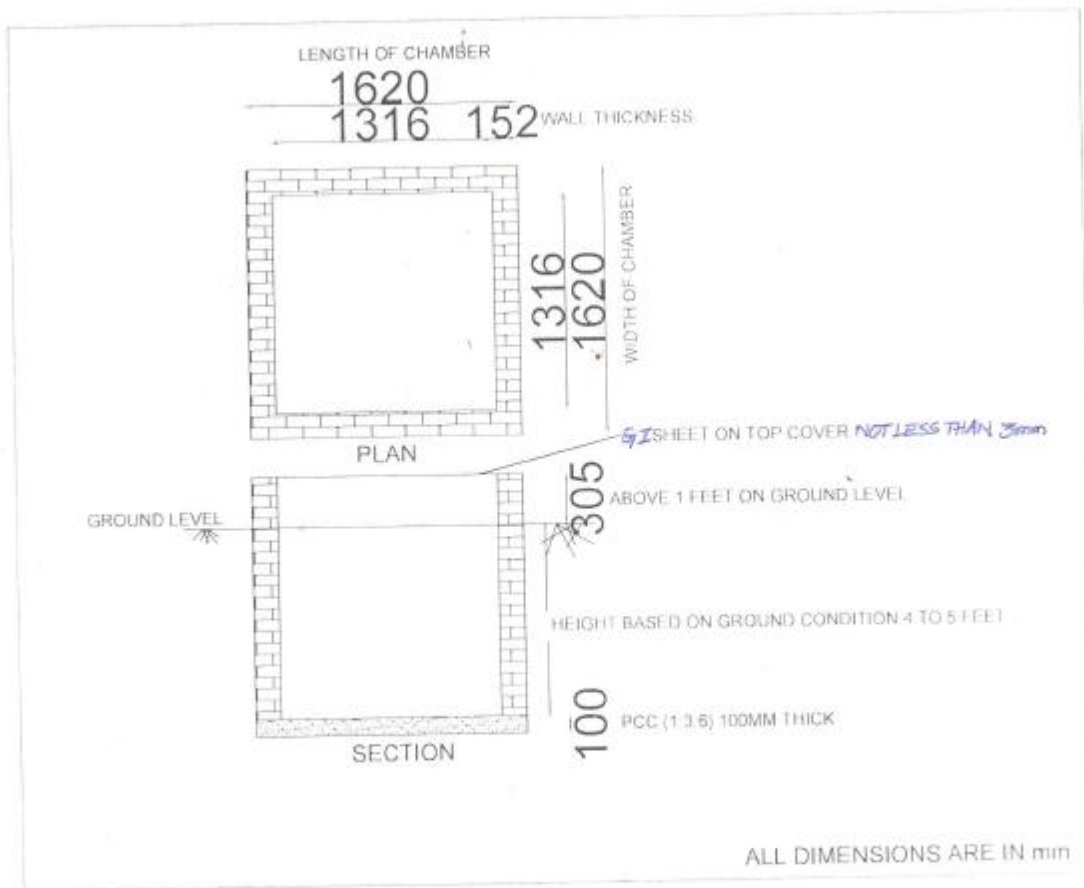 LENGTH OF CHAMBER
1620
1316 152 WALL THICKNESS
1316
1620
WIDTH OF CHAMBER
GI SHEET ON TOP COVER NOT LESS THAN 3mm
PLAN
305 ABOVE 1 FEET ON GROUND LEVEL
GROUND LEVEL
HEIGHT BASED ON GROUND CONDITION 4 TO 5 FEET
100 PCC (1 3 6) 100MM THICK
SECTION
ALL DIMENSIONS ARE IN mm